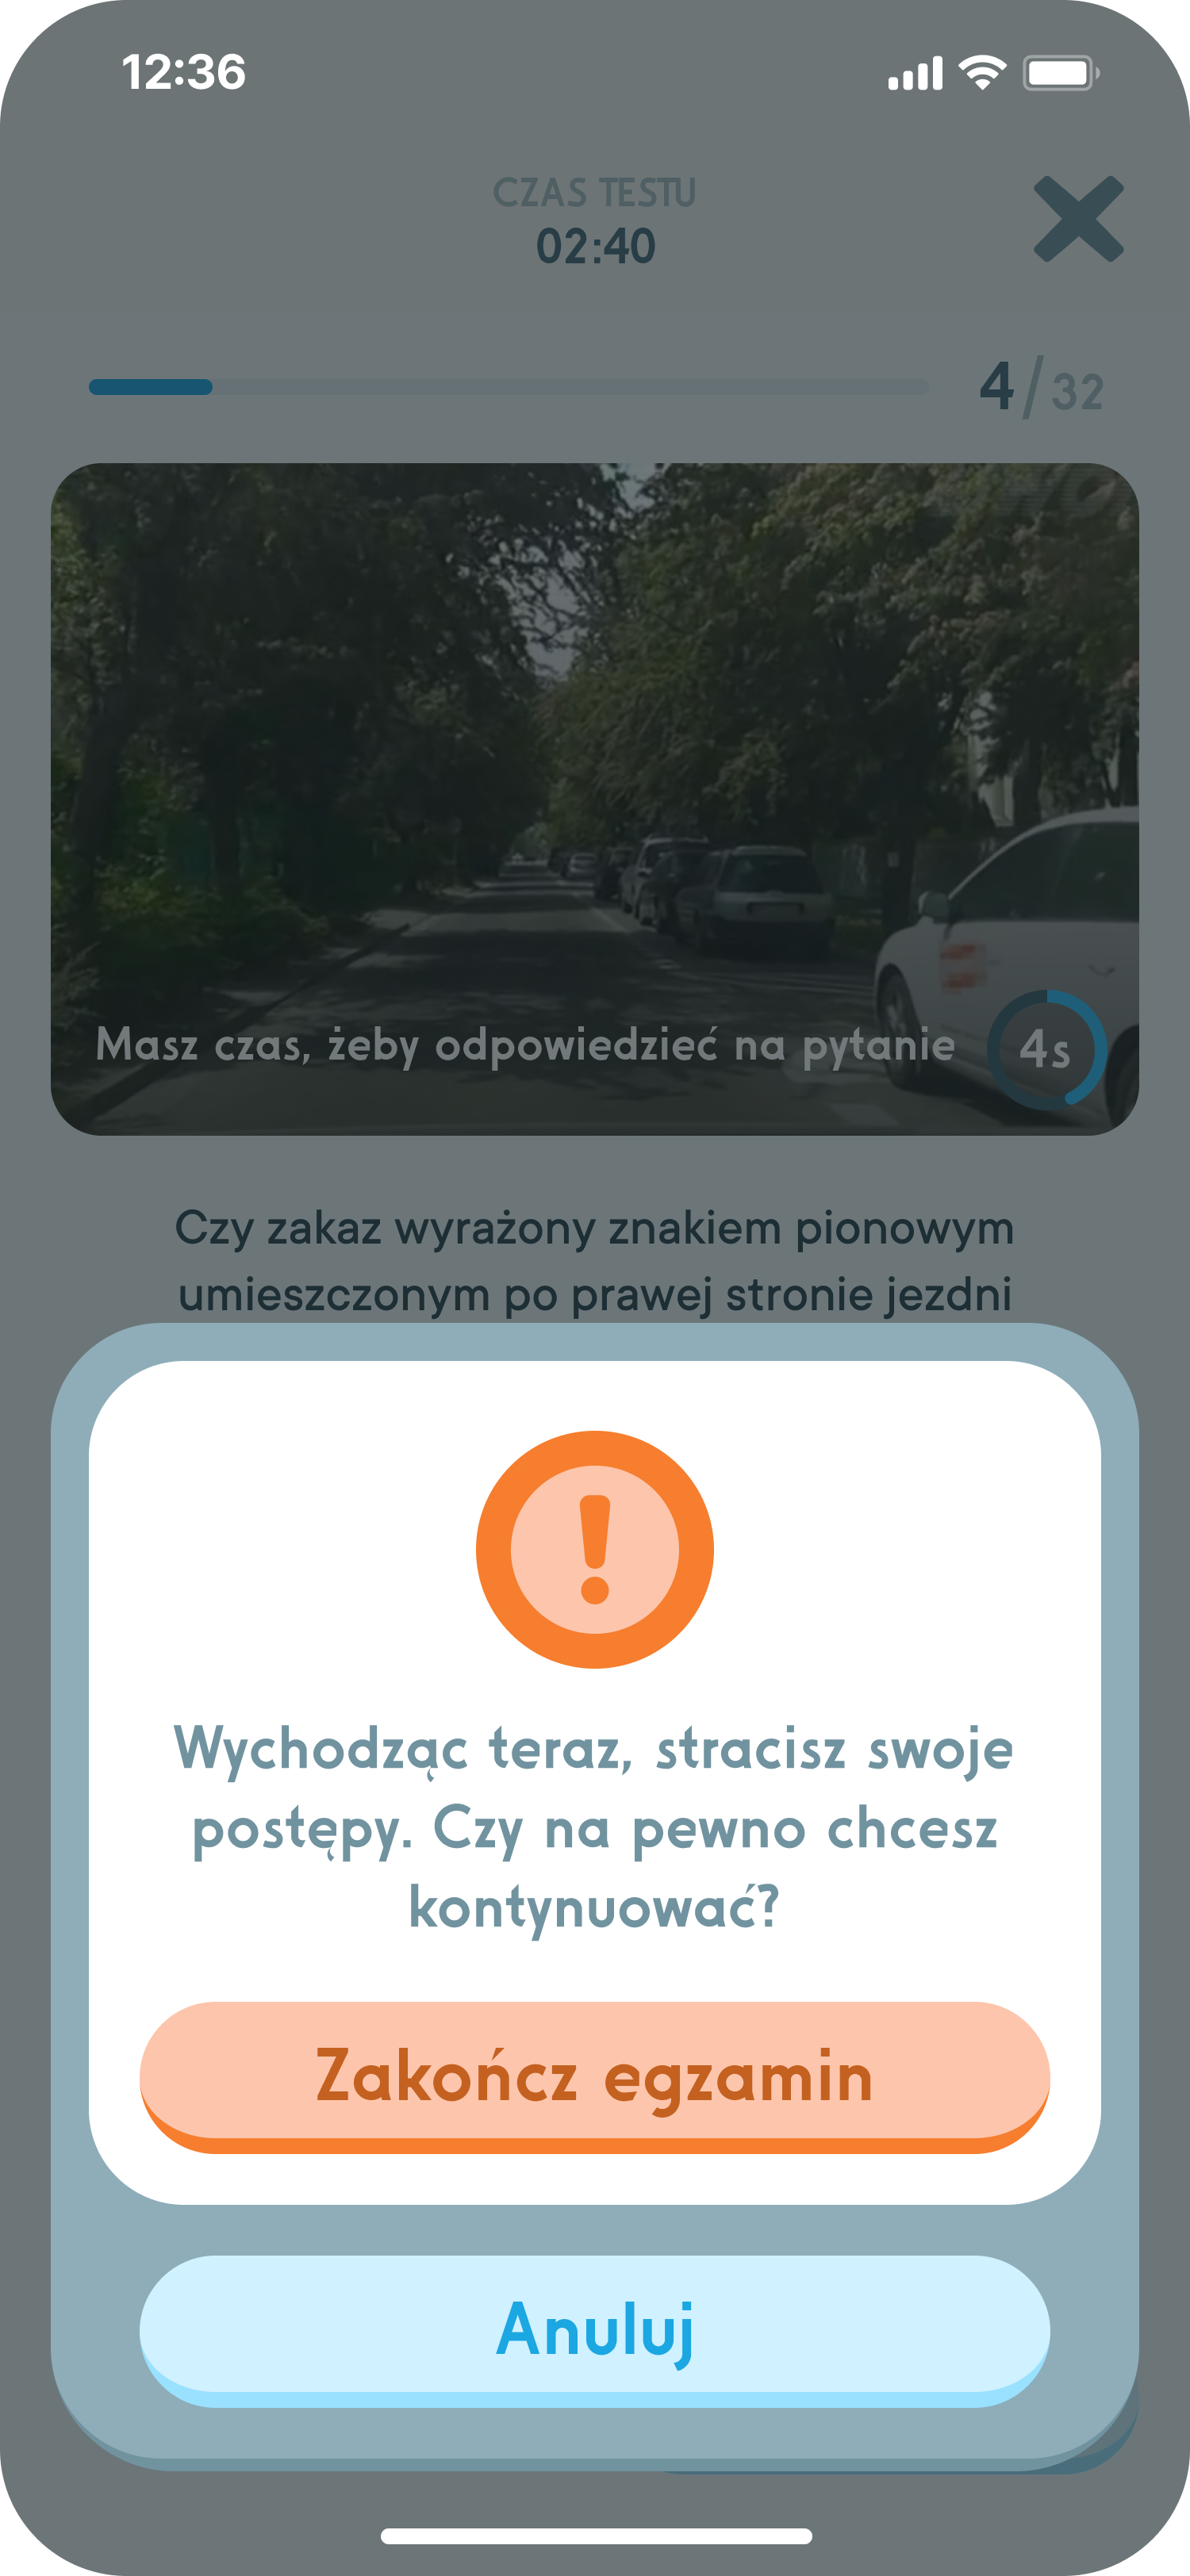 12:36
CZAS TESTU
02:40
4/32
Masz czas, żeby odpowiedzieć na pytanie
4s
Czy zakaz wyrażony znakiem pionowym
umieszczonym po prawej stronie jezdni
Wychodząc teraz, stracisz swoje
postępy. Czy na pewno chcesz
kontynuować?
Zakończ egzamin
Anuluj